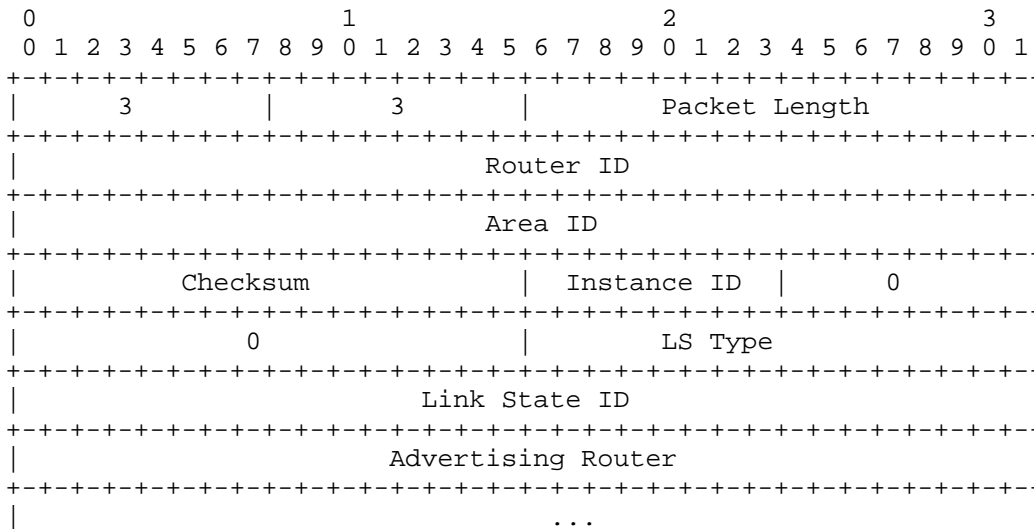 0                   1                   2                   3
 0 1 2 3 4 5 6 7 8 9 0 1 2 3 4 5 6 7 8 9 0 1 2 3 4 5 6 7 8 9 0 1
+-+-+-+-+-+-+-+-+-+-+-+-+-+-+-+-+-+-+-+-+-+-+-+-+-+-+-+-+-+-+-+-
|      3        |       3       |        Packet Length
+-+-+-+-+-+-+-+-+-+-+-+-+-+-+-+-+-+-+-+-+-+-+-+-+-+-+-+-+-+-+-+-
|                             Router ID
+-+-+-+-+-+-+-+-+-+-+-+-+-+-+-+-+-+-+-+-+-+-+-+-+-+-+-+-+-+-+-+-
|                             Area ID
+-+-+-+-+-+-+-+-+-+-+-+-+-+-+-+-+-+-+-+-+-+-+-+-+-+-+-+-+-+-+-+-
|          Checksum             |  Instance ID  |      0
+-+-+-+-+-+-+-+-+-+-+-+-+-+-+-+-+-+-+-+-+-+-+-+-+-+-+-+-+-+-+-+-
|              0                |        LS Type
+-+-+-+-+-+-+-+-+-+-+-+-+-+-+-+-+-+-+-+-+-+-+-+-+-+-+-+-+-+-+-+-
|                         Link State ID
+-+-+-+-+-+-+-+-+-+-+-+-+-+-+-+-+-+-+-+-+-+-+-+-+-+-+-+-+-+-+-+-
|                       Advertising Router
+-+-+-+-+-+-+-+-+-+-+-+-+-+-+-+-+-+-+-+-+-+-+-+-+-+-+-+-+-+-+-+-
|                                 ...